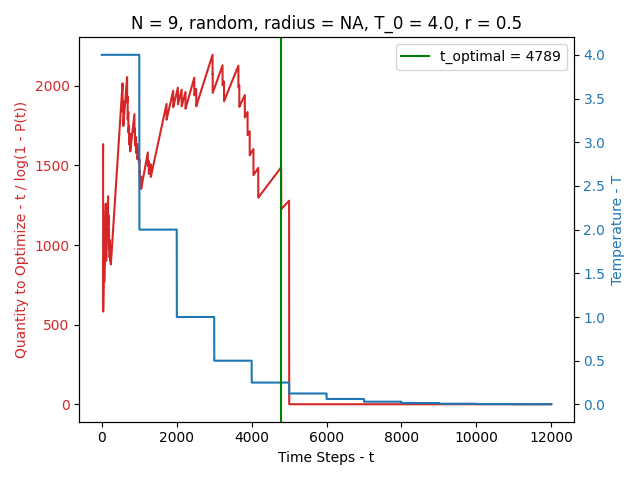 N = 9, random, radius = NA, T_0 = 4.0, r = 0.5
t_optimal = 4789
Quantity to Optimize - t / log(1 - P(t))
2000
1500
1000
500
0
4.0
3.5
3.0
2.5
2.0
1.5
1.0
0.5
0.0
Temperature - T
0 2000 4000 6000 8000 10000 12000
Time Steps - t